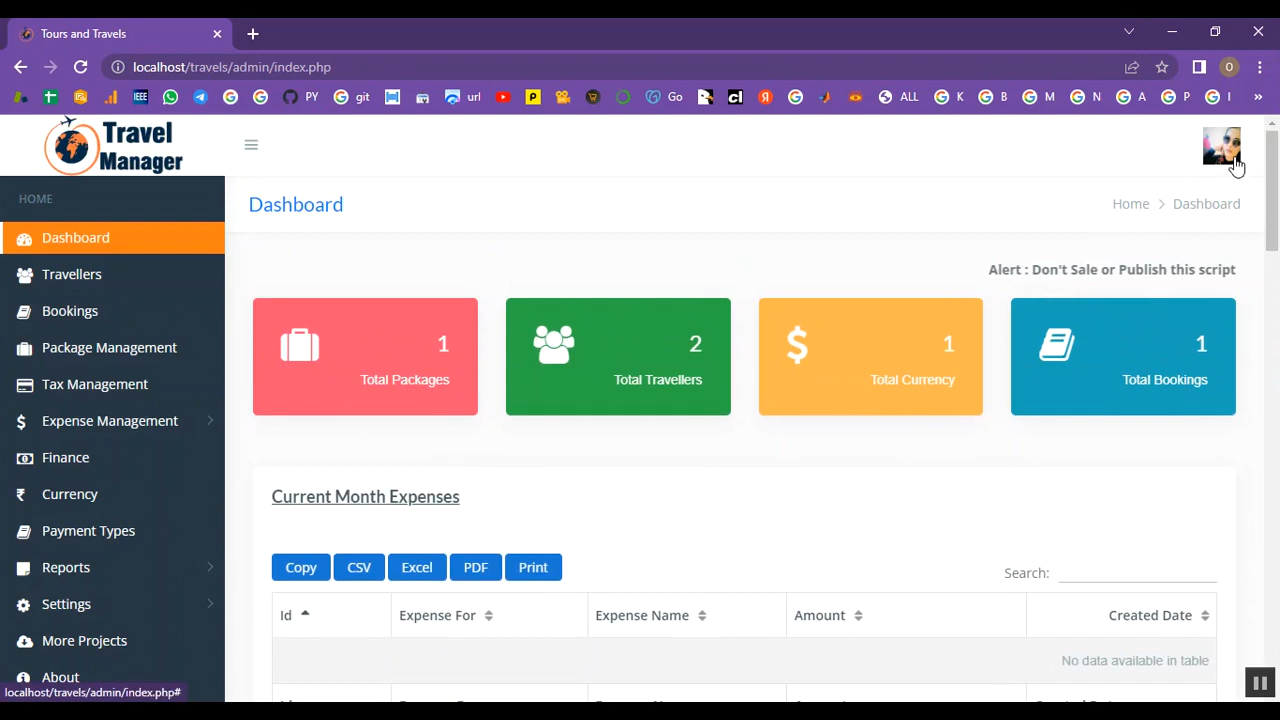 Tours and Travels
localhost/travels/admin/index.php
O
IEEE PY git url Go ALL K B M N A P I »
Travel
Manager
HOME
Dashboard
Home Dashboard
Dashboard
Alert : Don't Sale or Publish this script
Travellers
Bookings
Package Management
Tax Management
Expense Management
Finance
Currency
Payment Types
Reports
Settings
More Projects
About
1
Total Packages
2
Total Travellers
1
Total Currency
1
Total Bookings
Current Month Expenses
Copy CSV Excel PDF Print
Search:
Id Expense For Expense Name Amount Created Date
No data available in table
localhost/travels/admin/index.php#